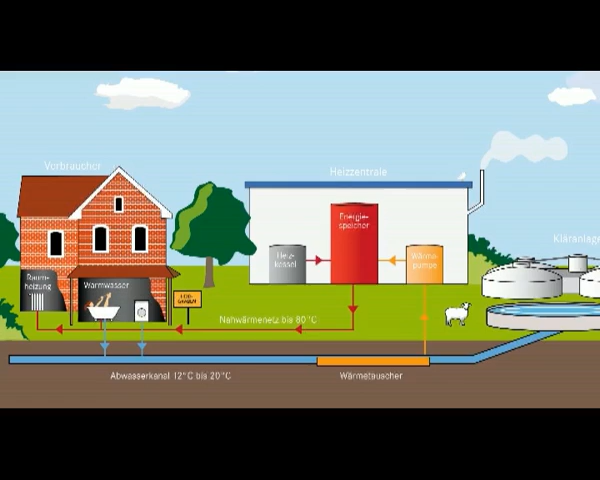 Verbraucher
Heizzentrale
Kläranlage
Energie-
speicher
Heiz-
kessel
Wärme-
pumpe
Raum-
heizung
Warmwasser
Nahwärmenetz bis 80°C
Abwasserkanal 12°C bis 20°C
Wärmetauscher